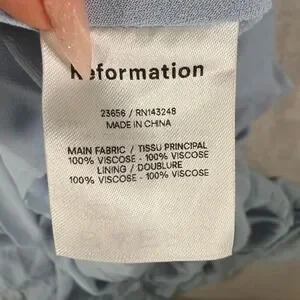 Reformation
23656 / RN143248
MADE IN CHINA
MAIN FABRIC / TISSU PRINCIPAL
100% VISCOSE - 100% VISCOSE
LINING / DOUBLURE
100% VISCOSE - 100% VISCOSE